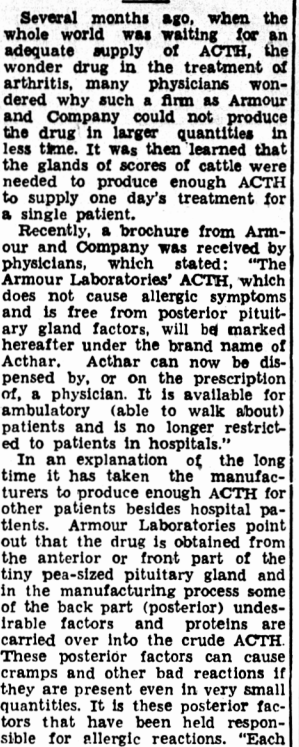 Several months ago, when the
whole world was waiting for an
adequate supply of ACTH, the
wonder drug in the treatment of
arthritis, many physicians won-
dered why such a firm as Armour
and Company could not produce
the drug in larger quantities in
less time. It was then learned that
the glands of scores of cattle were
needed to produce enough ACTH
to supply one day's treatment for
a single patient.
Recently, a brochure from Arm-
our and Company was received by
physicians, which stated: "The
Armour Laboratories' ACTH, which
does not cause allergic symptoms
and is free from posterior pituit-
ary gland factors, will be marked
hereafter under the brand name of
Acthar. Acthar can now be dis-
pensed by, or on the prescription
of, a physician. It is available for
ambulatory (able to walk about)
patients and is no longer restrict-
ed to patients in hospitals."
In an explanation of the long
time it has taken the manufac-
turers to produce enough ACTH for
other patients besides hospital pa-
tients. Armour Laboratories point
out that the drug is obtained from
the anterior or front part of the
tiny pea-sized pituitary gland and
in the manufacturing process some
of the back part (posterior) undes-
irable factors and proteins are
carried over into the crude ACTH.
These posterior factors can cause
cramps and other bad reactions if
they are present even in very small
quantities. It is these posterior fac-
tors that have been held respon-
sible for allergic reactions. "Each